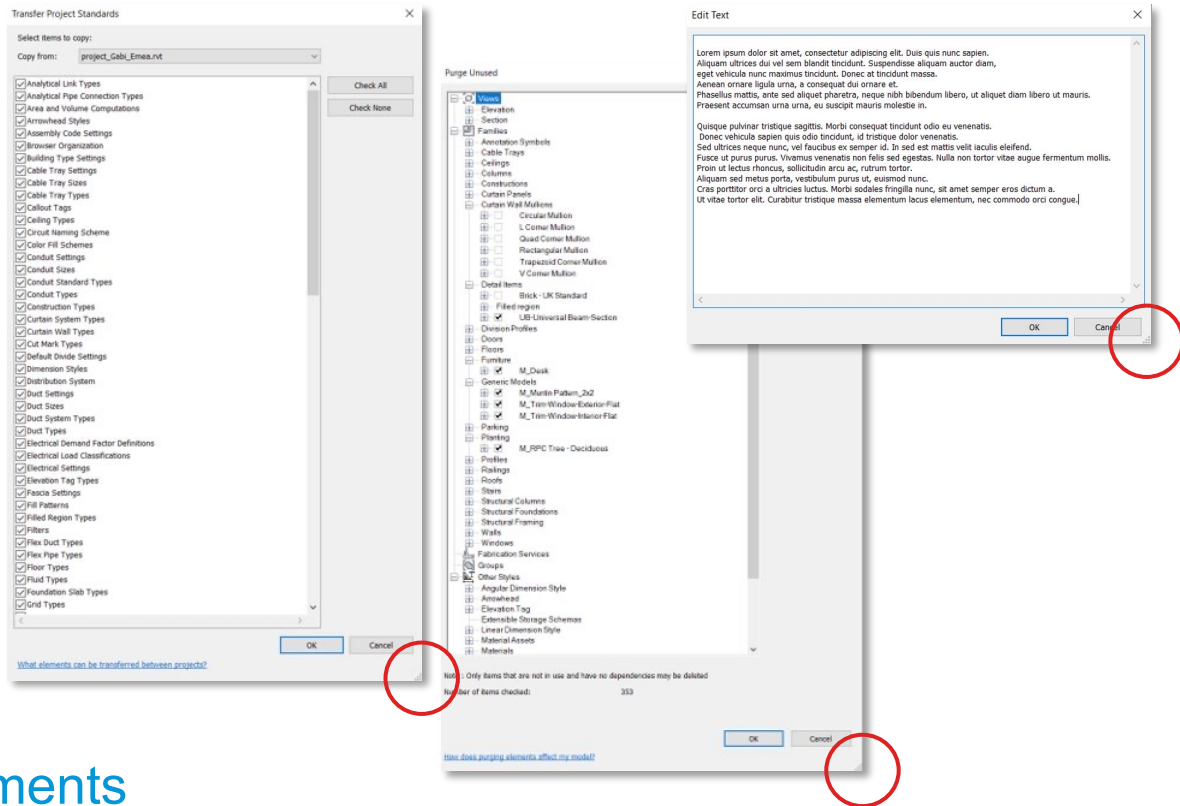 Transfer Project Standards
Select items to copy:
Copy from: project_Gabi_Emea.rvt
Analytical Link Types
Analytical Pipe Connection Types
Area and Volume Computations
Arrowhead Styles
Assembly Code Settings
Browser Organization
Building Type Settings
Cable Tray Settings
Cable Tray Sizes
Cable Tray Types
Callout Tags
Ceiling Types
Circuit Naming Scheme
Color Fill Schemes
Conduit Settings
Conduit Sizes
Conduit Standard Types
Conduit Types
Construction Types
Curtain System Types
Curtain Wall Types
Cut Mark Types
Default Divide Settings
Dimension Styles
Distribution System
Duct Settings
Duct Sizes
Duct System Types
Duct Types
Electrical Demand Factor Definitions
Electrical Load Classifications
Electrical Settings
Elevation Tag Types
Fascia Settings
Fill Patterns
Filled Region Types
Filters
Flex Duct Types
Flex Pipe Types
Floor Types
Fluid Types
Foundation Slab Types
Grid Types
Check All
Check None
OK Cancel
What elements can be transferred between projects?
Purge Unused
Views
Elevation
Section
Families
Annotation Symbols
Cable Trays
Ceilings
Columns
Constructions
Curtain Panels
Curtain Wall Mullions
Circular Mullion
L Corner Mullion
Quad Corner Mullion
Rectangular Mullion
Trapezoid Corner Mullion
V Corner Mullion
Detail Items
Brick - UK Standard
Filled region
UB-Universal Beam-Section
Division Profiles
Doors
Floors
Furniture
M_Desk
Generic Models
M_Muntin Pattern_2x2
M_Trim-Window-Exterior-Flat
M_Trim-Window-Interior-Flat
Parking
Planting
M_RPC Tree - Deciduous
Profiles
Railings
Roofs
Stairs
Structural Columns
Structural Foundations
Structural Framing
Walls
Windows
Fabrication Services
Groups
Other Styles
Angular Dimension Style
Arrowhead
Elevation Tag
Extensible Storage Schemas
Linear Dimension Style
Material Assets
Materials
Note : Only items that are not in use and have no dependencies may be deleted
Number of items checked: 353
OK Cancel
How does purging elements affect my model?
Edit Text
Lorem ipsum dolor sit amet, consectetur adipiscing elit. Duis quis nunc sapien.
Aliquam ultrices dui vel sem blandit tincidunt. Suspendisse aliquam auctor diam,
eget vehicula nunc maximus tincidunt. Donec at tincidunt massa.
Aenean ornare ligula urna, a consequat dui ornare et.
Phasellus mattis, ante sed aliquet pharetra, neque nibh bibendum libero, ut aliquet diam libero ut mauris.
Praesent accumsan urna urna, eu suscipit mauris molestie in.
Quisque pulvinar tristique sagittis. Morbi consequat tincidunt odio eu venenatis.
Donec vehicula sapien quis odio tincidunt, id tristique dolor venenatis.
Sed ultrices neque nunc, vel faucibus ex semper id. In sed est mattis velit iaculis eleifend.
Fusce ut purus purus. Vivamus venenatis non felis sed egestas. Nulla non tortor vitae augue fermentum mollis.
Proin ut lectus rhoncus, sollicitudin arcu ac, rutrum tortor.
Aliquam sed metus porta, vestibulum purus ut, euismod nunc.
Cras porttitor orci a ultricies luctus. Morbi sodales fringilla nunc, sit amet semper eros dictum a.
Ut vitae tortor elit. Curabitur tristique massa elementum lacus elementum, nec commodo orci congue.
OK Cancel
ments